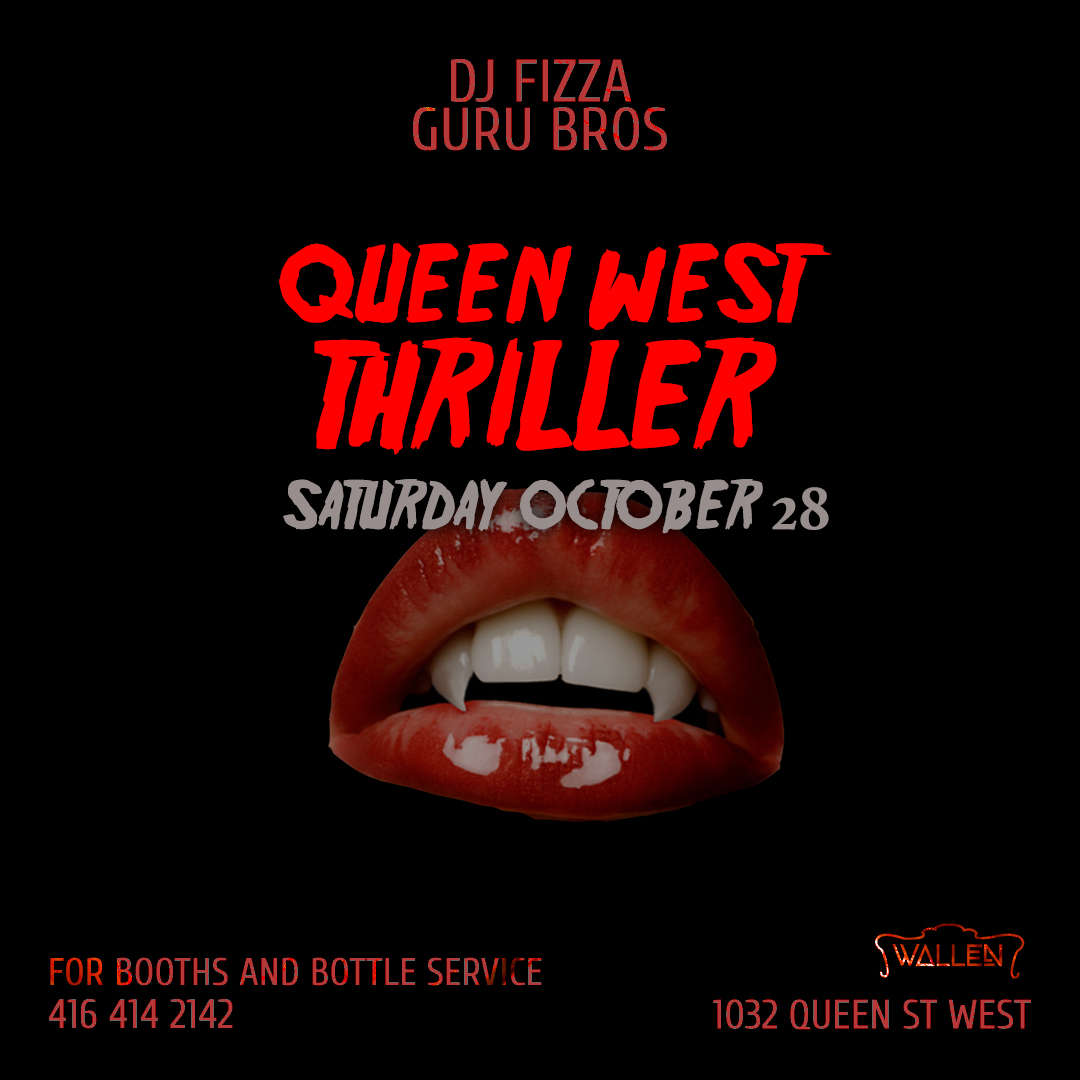 DJ FIZZA
GURU BROS
QUEEN WEST
THRILLER
SATURDAY OCTOBER 28
FOR BOOTHS AND BOTTLE SERVICE
416 414 2142
WALLEN
1032 QUEEN ST WEST